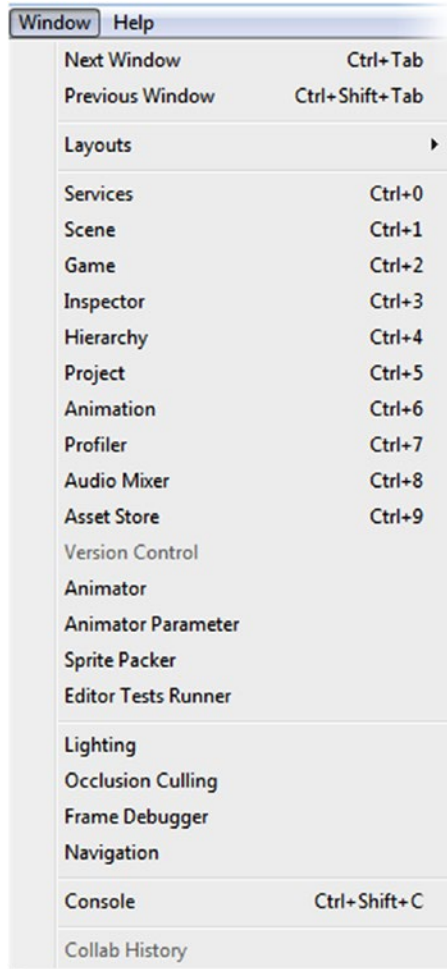 Window Help
Next Window Ctrl+Tab
Previous Window Ctrl+Shift+Tab
Layouts
Services Ctrl+0
Scene Ctrl+1
Game Ctrl+2
Inspector Ctrl+3
Hierarchy Ctrl+4
Project Ctrl+5
Animation Ctrl+6
Profiler Ctrl+7
Audio Mixer Ctrl+8
Asset Store Ctrl+9
Version Control
Animator
Animator Parameter
Sprite Packer
Editor Tests Runner
Lighting
Occlusion Culling
Frame Debugger
Navigation
Console Ctrl+Shift+C
Collab History